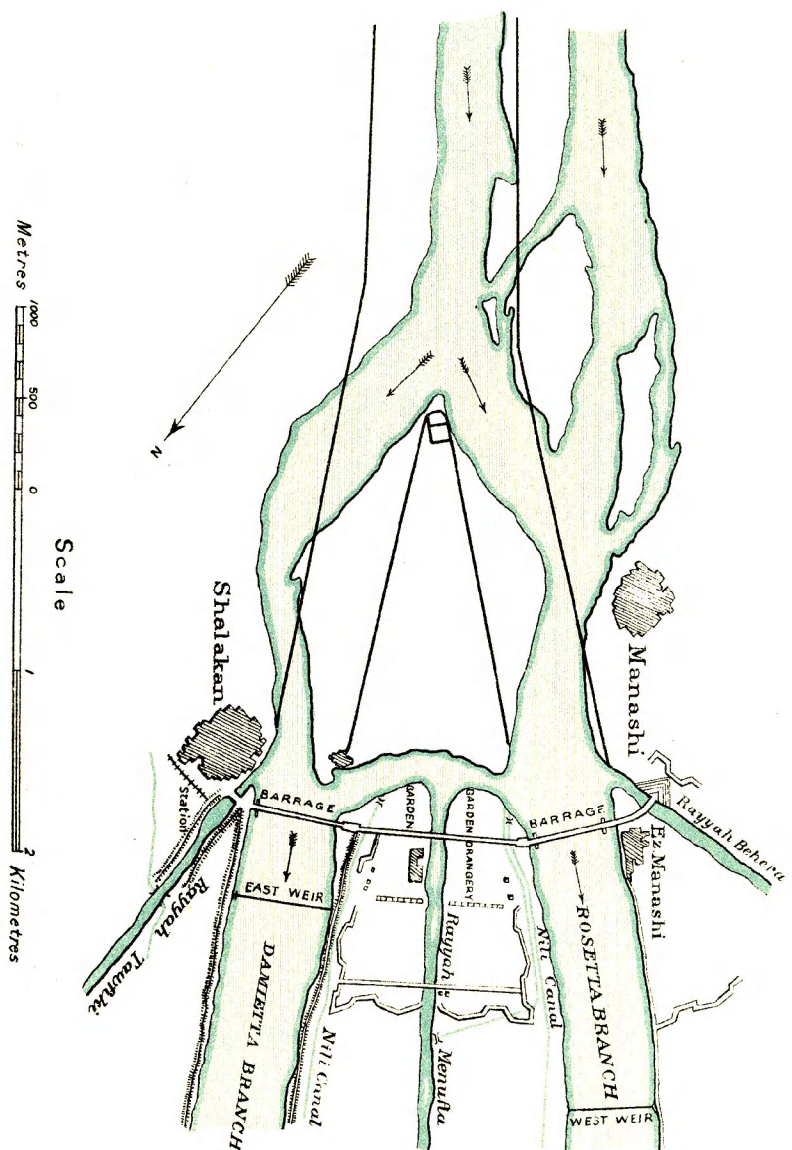 N
Metres
1000
500
0
1
2
Kilometres
Scale
Shalakan
Manashi
Station
BARRAGE
GARDEN
GARDEN
ORANGERY
BARRAGE
Rayyah Behera
Ez Manashi
Rayyah Tawfiki
EAST WEIR
DAMIETTA BRANCH
Nili Canal
Rayyah
Menufia
Nili Canal
ROSETTA BRANCH
WEST WEIR